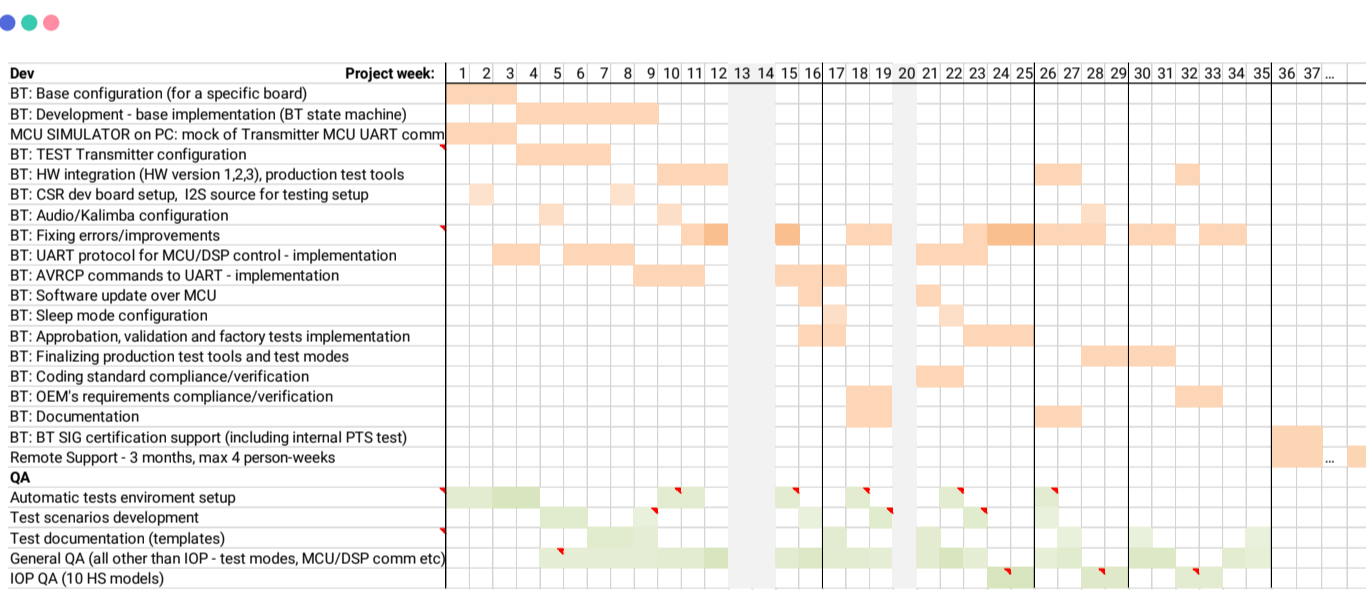 Dev Project week: 1 2 3 4 5 6 7 8 9 10 11 12 13 14 15 16 17 18 19 20 21 22 23 24 25 26 27 28 29 30 31 32 33 34 35 36 37 ...
BT: Base configuration (for a specific board)
BT: Development - base implementation (BT state machine)
MCU SIMULATOR on PC: mock of Transmitter MCU UART comm
BT: TEST Transmitter configuration
BT: HW integration (HW version 1,2,3), production test tools
BT: CSR dev board setup, I2S source for testing setup
BT: Audio/Kalimba configuration
BT: Fixing errors/improvements
BT: UART protocol for MCU/DSP control - implementation
BT: AVRCP commands to UART - implementation
BT: Software update over MCU
BT: Sleep mode configuration
BT: Approbation, validation and factory tests implementation
BT: Finalizing production test tools and test modes
BT: Coding standard compliance/verification
BT: OEM's requirements compliance/verification
BT: Documentation
BT: BT SIG certification support (including internal PTS test)
Remote Support - 3 months, max 4 person-weeks ...
QA
Automatic tests enviroment setup
Test scenarios development
Test documentation (templates)
General QA (all other than IOP - test modes, MCU/DSP comm etc)
IOP QA (10 HS models)